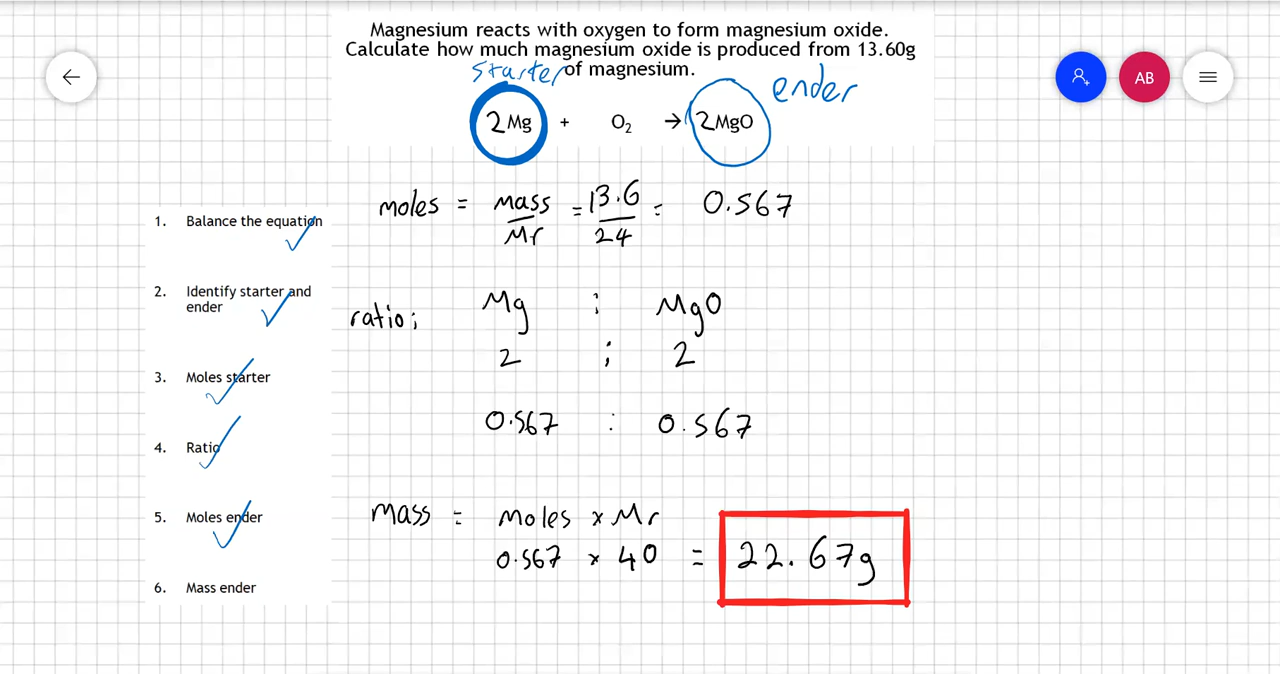 Magnesium reacts with oxygen to form magnesium oxide.
Calculate how much magnesium oxide is produced from 13.60g
of magnesium.
starter
ender
2Mg + O₂ → 2MgO
AB
moles = mass/Mr = 13.6/24 = 0.567
1. Balance the equation
2. Identify starter and
ender
3. Moles starter
4. Ratio
5. Moles ender
6. Mass ender
ratio: Mg : MgO
2 : 2
0.567 : 0.567
mass = moles × Mr
0.567 × 40 = 22.67g